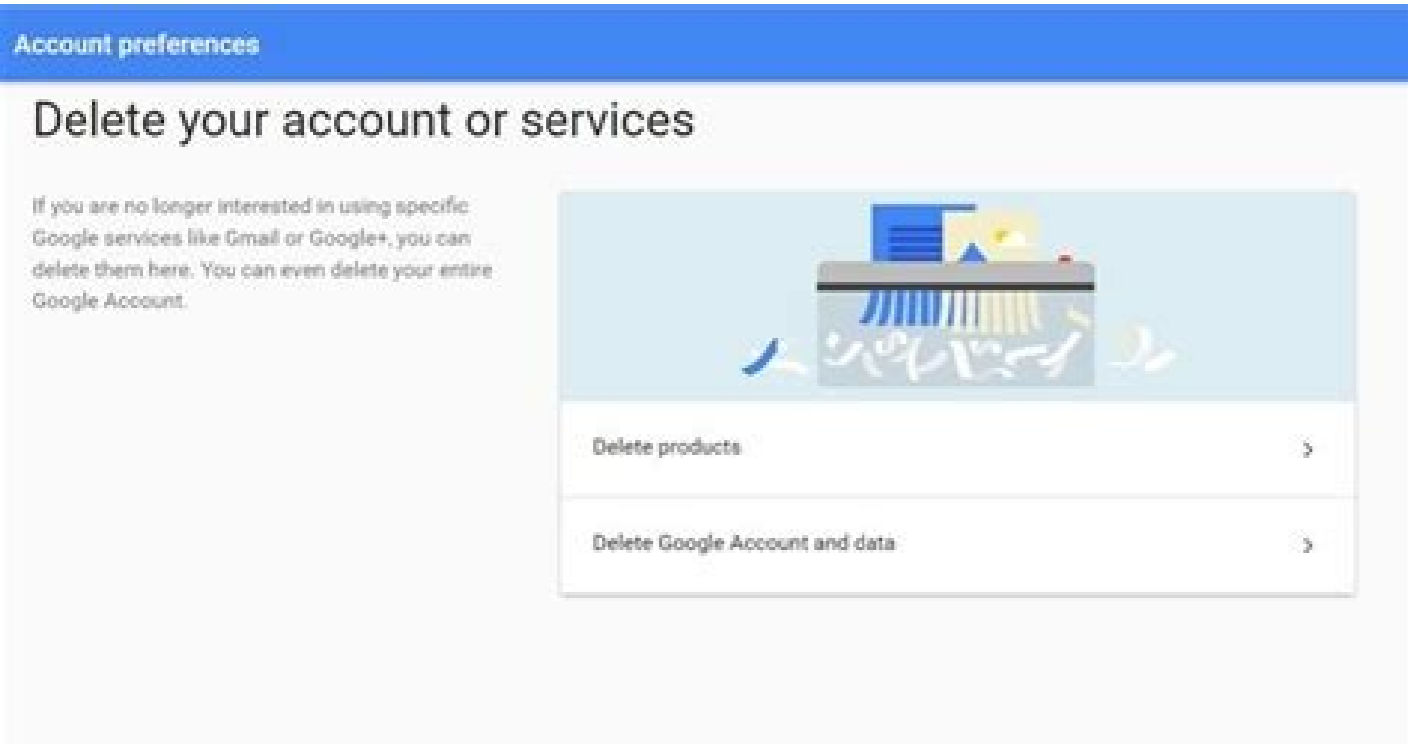 Account preferences
Delete your account or services
If you are no longer interested in using specific
Google services like Gmail or Google+, you can
delete them here. You can even delete your entire
Google Account.
Delete products
Delete Google Account and data